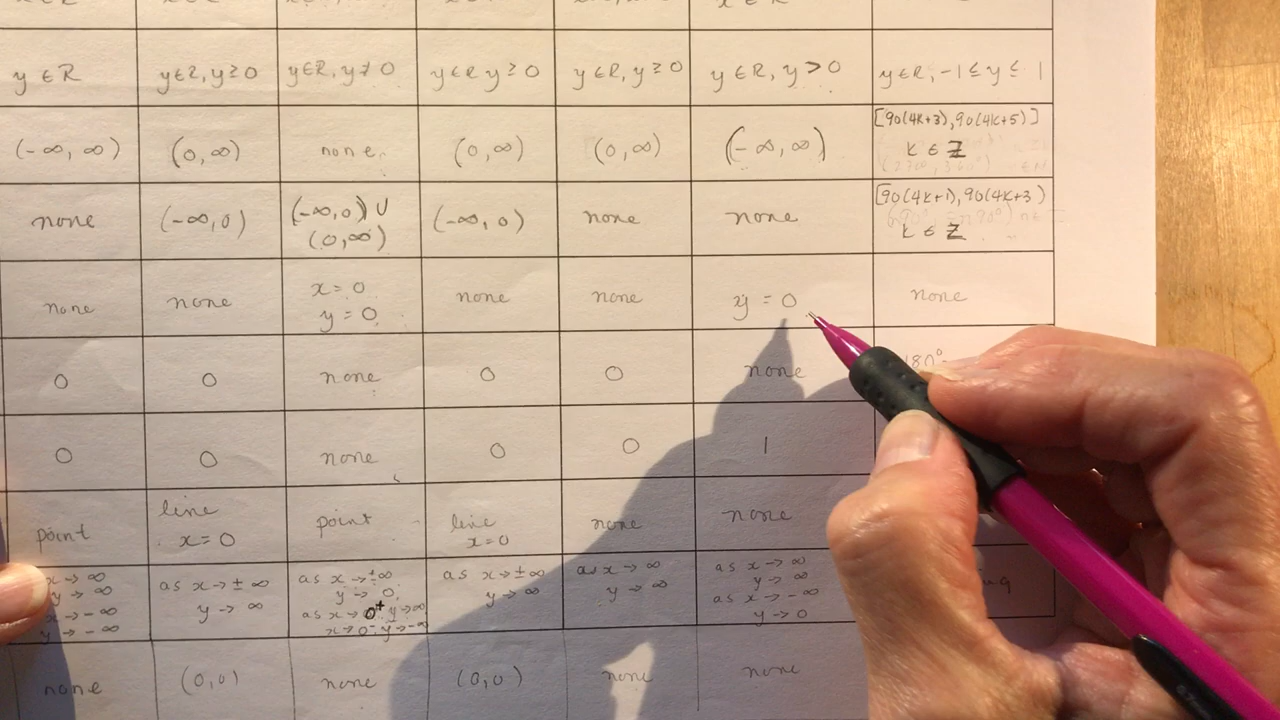 y ∈ R
y∈R, y ≥ 0
y∈R, y ≠ 0
y∈R y ≥ 0
y∈R, y ≥ 0
y ∈ R, y > 0
y∈R, -1 ≤ y ≤ 1
(-∞, ∞)
(0, ∞)
none
(0, ∞)
(0, ∞)
(-∞, ∞)
[90(4k+3), 90(4k+5)]
k ∈ Z
none
(-∞, 0)
(-∞, 0) ∪
(0, ∞)
(-∞, 0)
none
none
[90(4k+1), 90(4k+3)
k ∈ Z
none
none
x = 0
y = 0
none
none
y = 0
none
0
0
none
0
0
none
180°
0
0
none
0
0
1
point
line
x = 0
point
line
x = 0
none
none
x → ∞
y → ∞
x → -∞
y → -∞
as x → ± ∞
y → ∞
as x → ±∞
y → 0
as x → 0⁺ y → ∞
x → 0⁻ y → -∞
as x → ± ∞
y → ∞
as x → ∞
y → ∞
as x → ∞
y → ∞
as x → -∞
y → 0
none
(0,0)
none
(0,0)
none
none